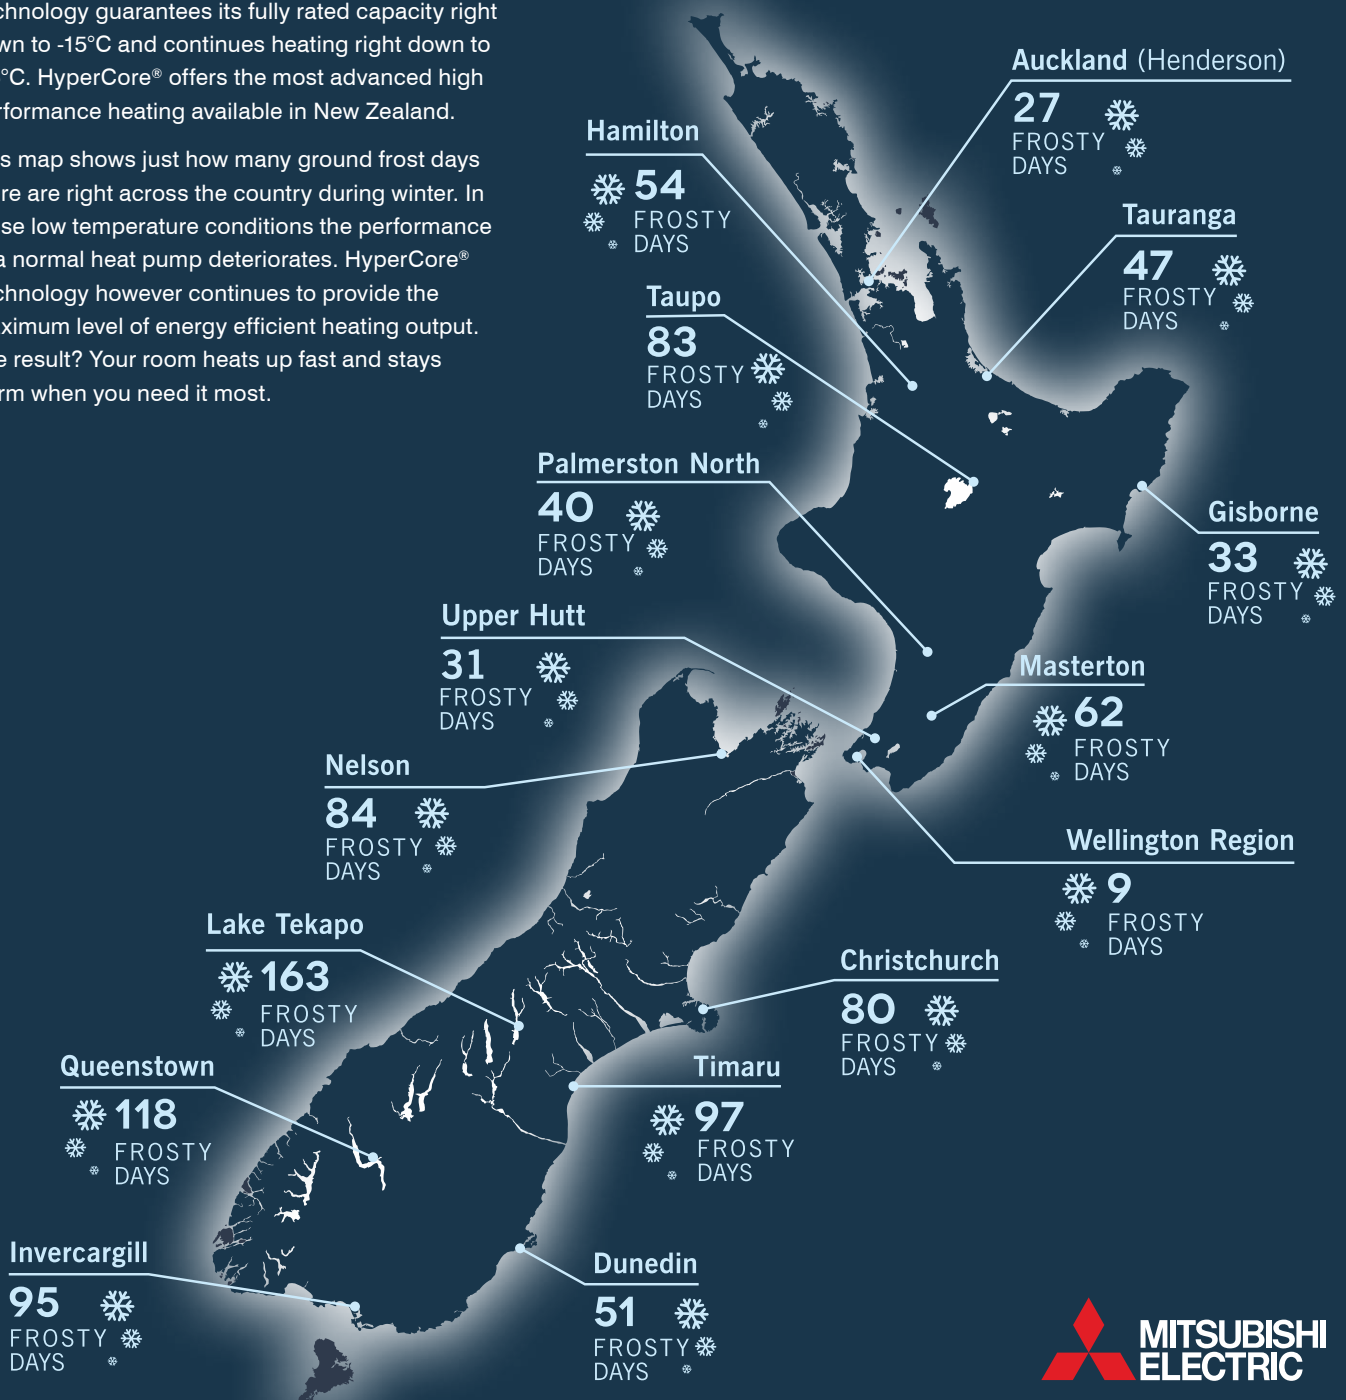 chnology guarantees its fully rated capacity right
wn to -15°C and continues heating right down to
°C. HyperCore® offers the most advanced high
rformance heating available in New Zealand.
s map shows just how many ground frost days
re are right across the country during winter. In
se low temperature conditions the performance
a normal heat pump deteriorates. HyperCore®
chnology however continues to provide the
ximum level of energy efficient heating output.
e result? Your room heats up fast and stays
rm when you need it most.
Auckland (Henderson)
27
FROSTY
DAYS
Hamilton
54
FROSTY
DAYS
Tauranga
47
FROSTY
DAYS
Taupo
83
FROSTY
DAYS
Palmerston North
40
FROSTY
DAYS
Gisborne
33
FROSTY
DAYS
Upper Hutt
31
FROSTY
DAYS
Masterton
62
FROSTY
DAYS
Nelson
84
FROSTY
DAYS
Wellington Region
9
FROSTY
DAYS
Lake Tekapo
163
FROSTY
DAYS
Christchurch
80
FROSTY
DAYS
Queenstown
118
FROSTY
DAYS
Timaru
97
FROSTY
DAYS
Invercargill
95
FROSTY
DAYS
Dunedin
51
FROSTY
DAYS
MITSUBISHI
ELECTRIC